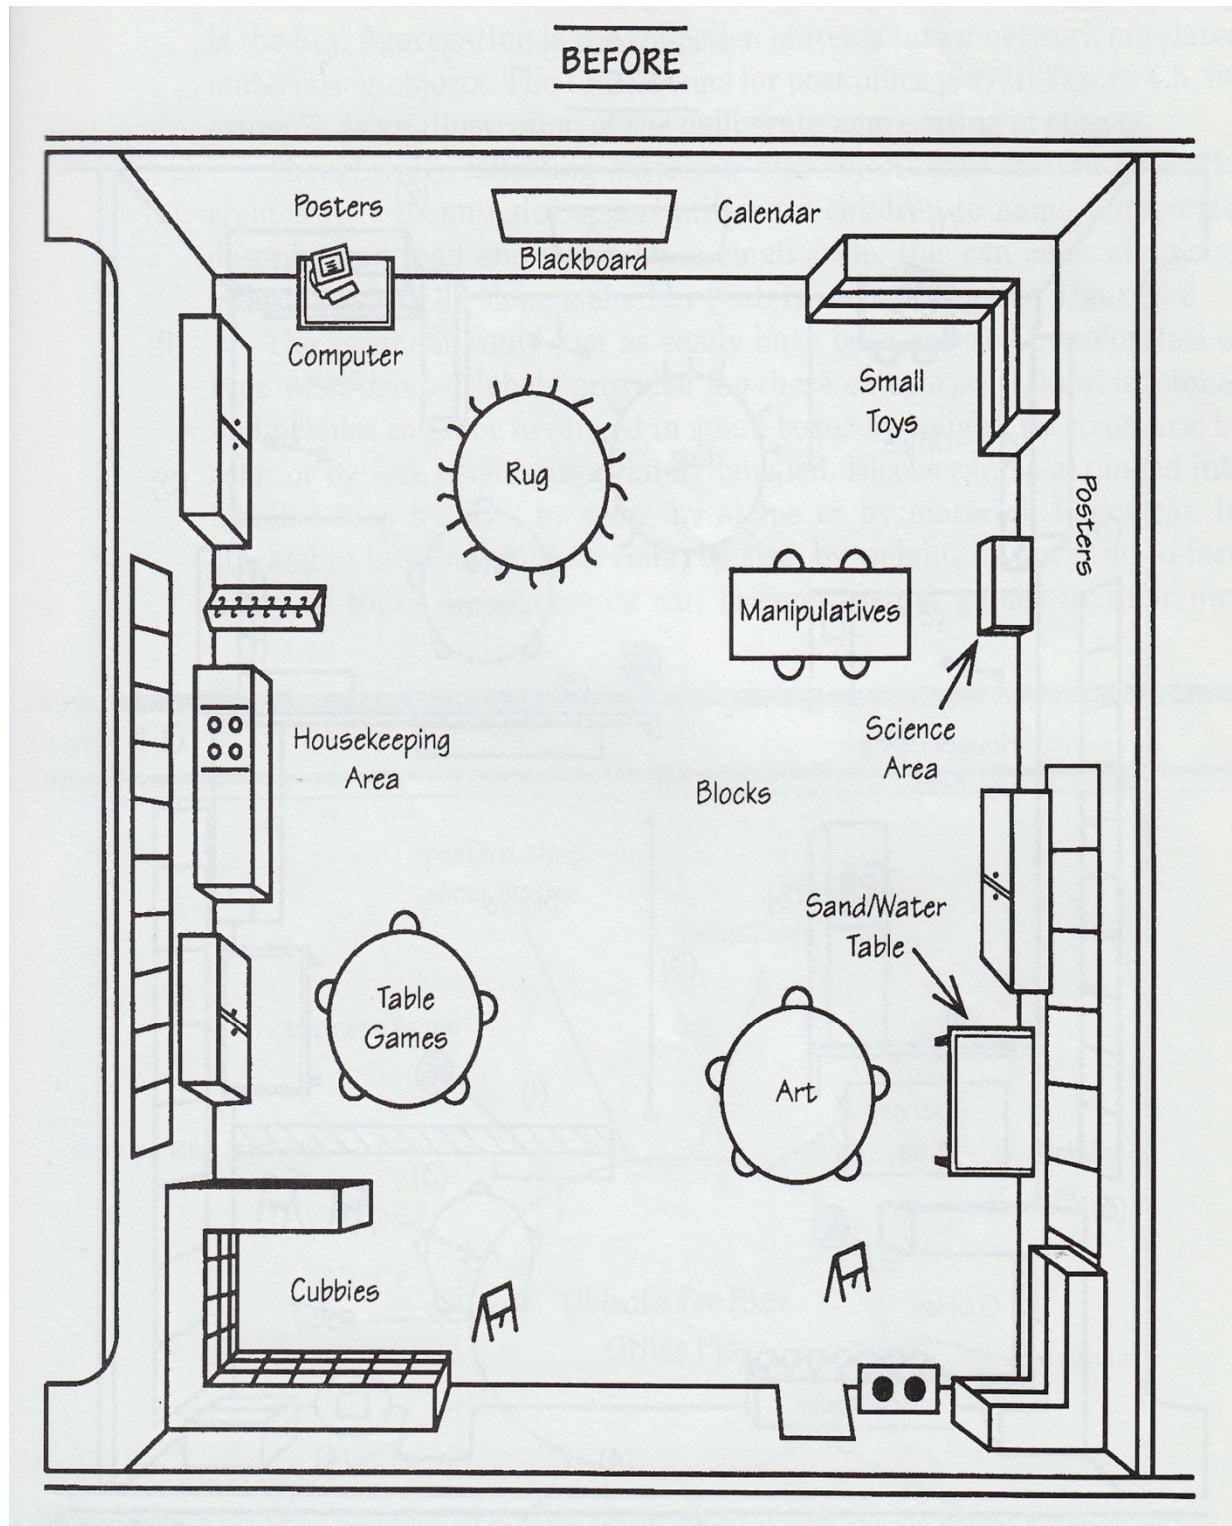 BEFORE
Posters
Calendar
Blackboard
Computer
Small
Toys
Rug
Posters
Manipulatives
Science
Area
Housekeeping
Area
Blocks
Sand/Water
Table
Table
Games
Art
Cubbies